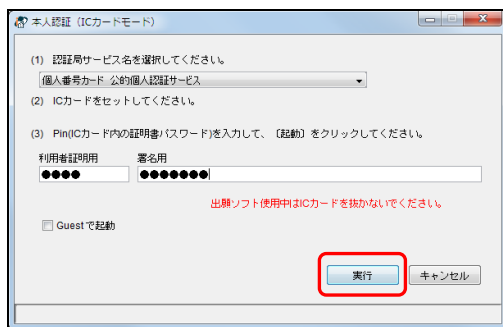 本人認証（ICカードモード）
(1) 認証局サービス名を選択してください。
個人番号カード 公的個人認証サービス
(2) ICカードをセットしてください。
(3) Pin(ICカード内の証明書パスワード)を入力して、〔起動〕をクリックしてください。
利用者証明用 署名用
●●●● ●●●●●●●
出願ソフト使用中はICカードを抜かないでください。
Guestで起動
実行 キャンセル